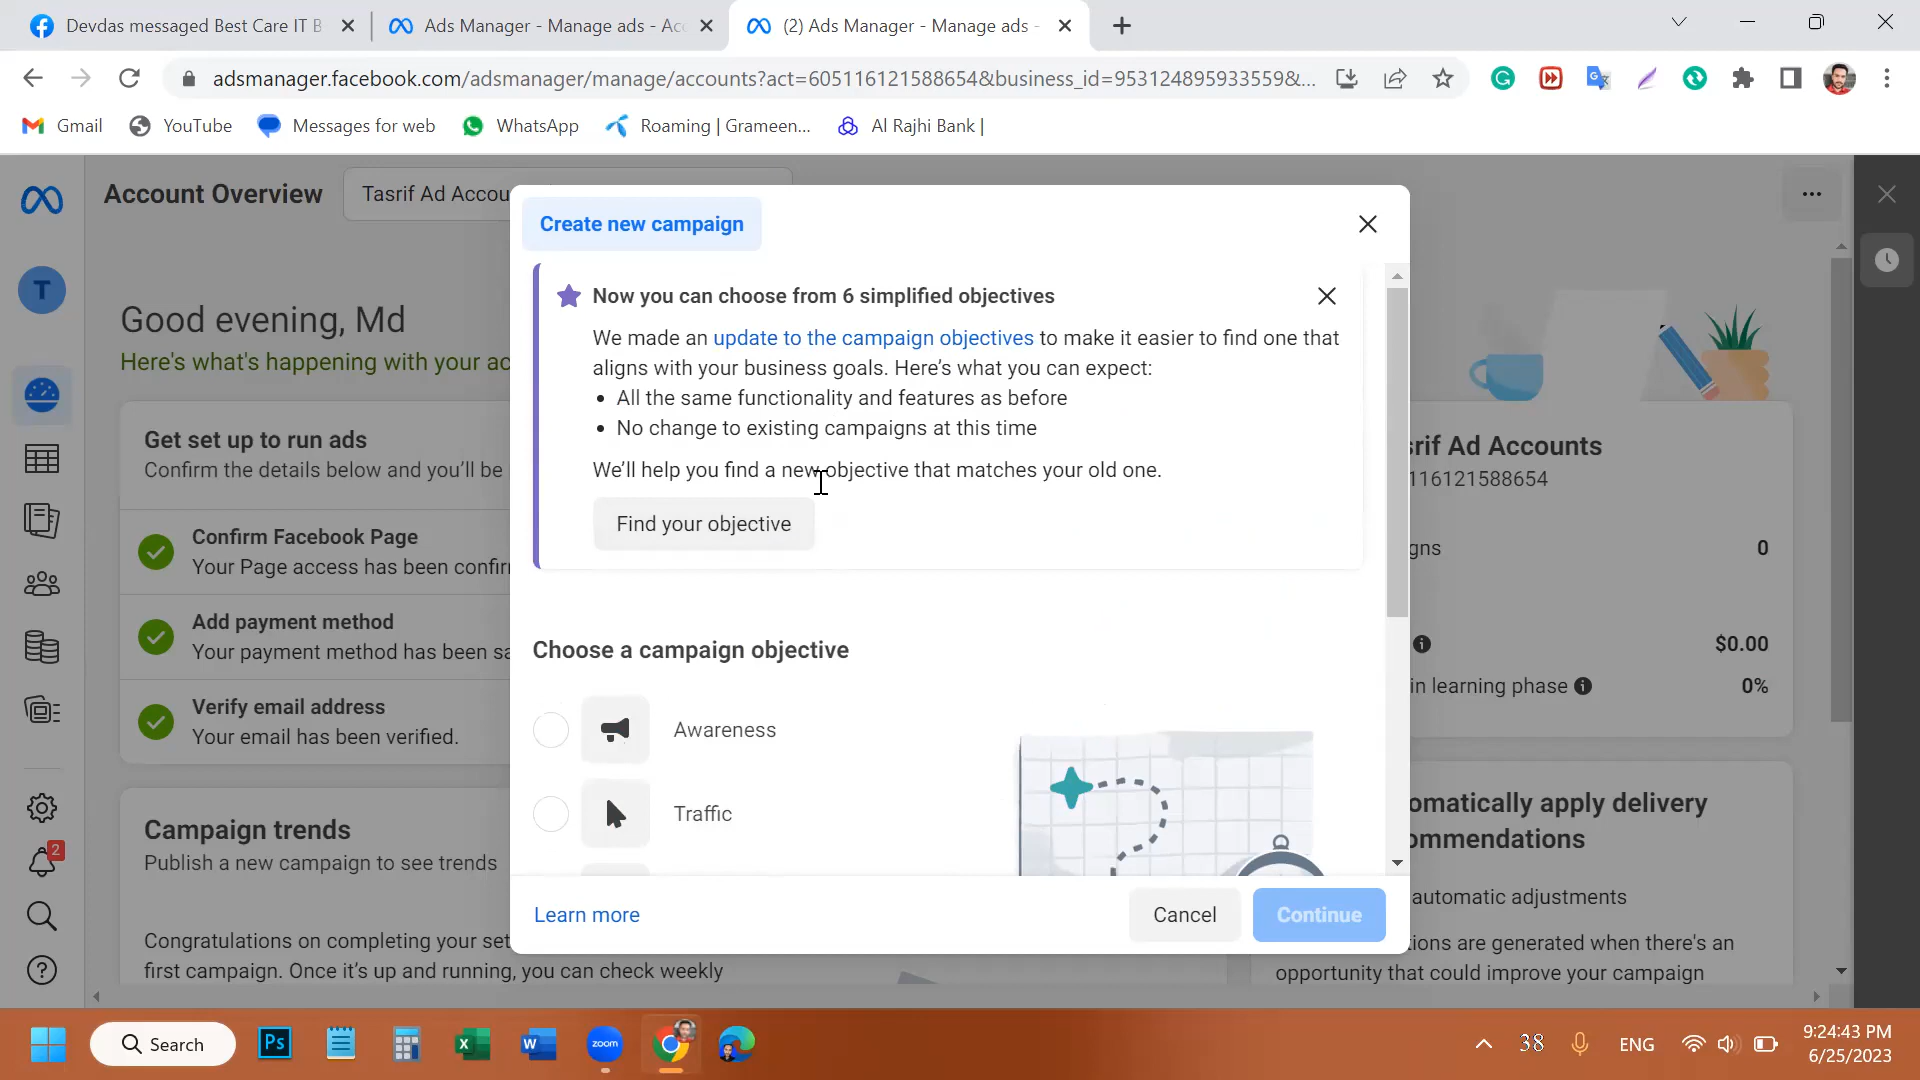 Devdas messaged Best Care IT B
Ads Manager - Manage ads - Acc
(2) Ads Manager - Manage ads -
adsmanager.facebook.com/adsmanager/manage/accounts?act=605116121588654&business_id=953124895933559&...
Gmail
YouTube
Messages for web
WhatsApp
Roaming | Grameen...
Al Rajhi Bank |
Account Overview
Tasrif Ad Accou
T
Good evening, Md
Here's what's happening with your ac
Get set up to run ads
Confirm the details below and you'll be
Confirm Facebook Page
Your Page access has been confir
Add payment method
Your payment method has been sa
Verify email address
Your email has been verified.
Campaign trends
Publish a new campaign to see trends
Congratulations on completing your set
first campaign. Once it's up and running, you can check weekly
2
Create new campaign
Now you can choose from 6 simplified objectives
We made an update to the campaign objectives to make it easier to find one that
aligns with your business goals. Here's what you can expect:
• All the same functionality and features as before
• No change to existing campaigns at this time
We'll help you find a new objective that matches your old one.
Find your objective
Choose a campaign objective
Awareness
Traffic
Learn more
Cancel
Continue
srif Ad Accounts
116121588654
gns
0
$0.00
in learning phase
0%
omatically apply delivery
ommendations
automatic adjustments
tions are generated when there's an
opportunity that could improve your campaign
Search
Ps
zoom
38
ENG
9:24:43 PM
6/25/2023